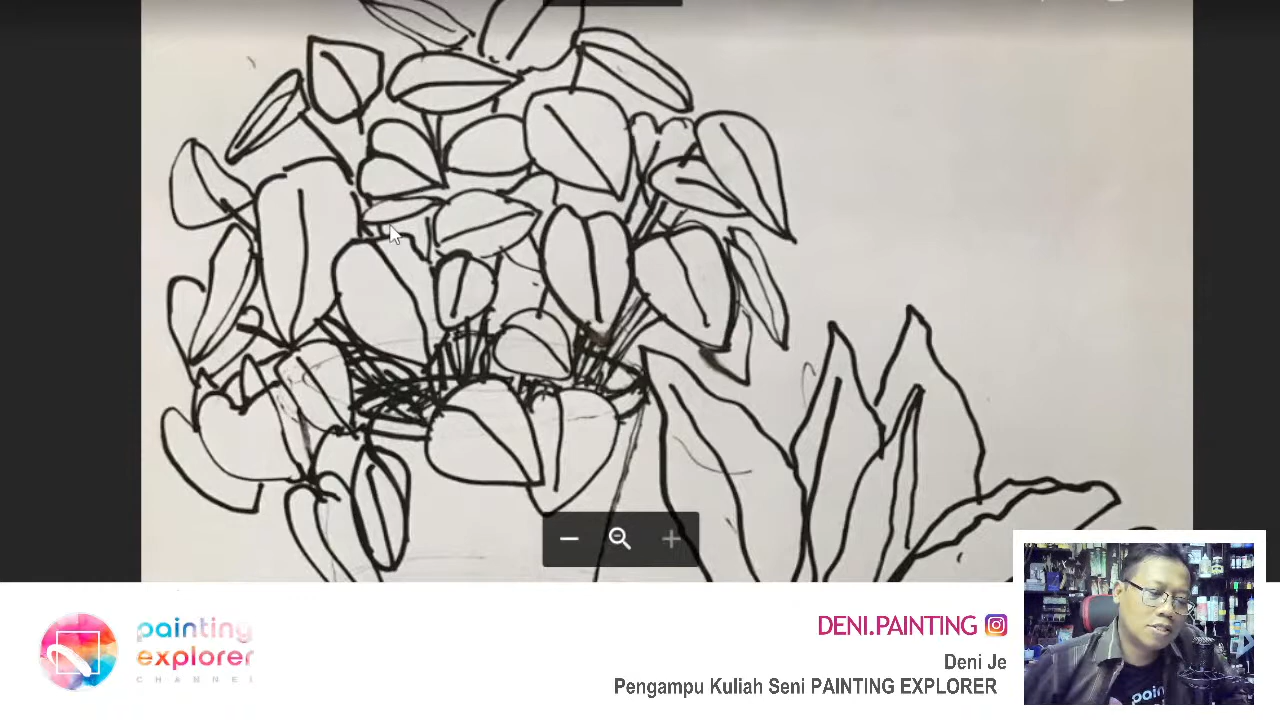 painting
explorer
CHANNEL
DENI.PAINTING
Deni Je
Pengampu Kuliah Seni PAINTING EXPLORER